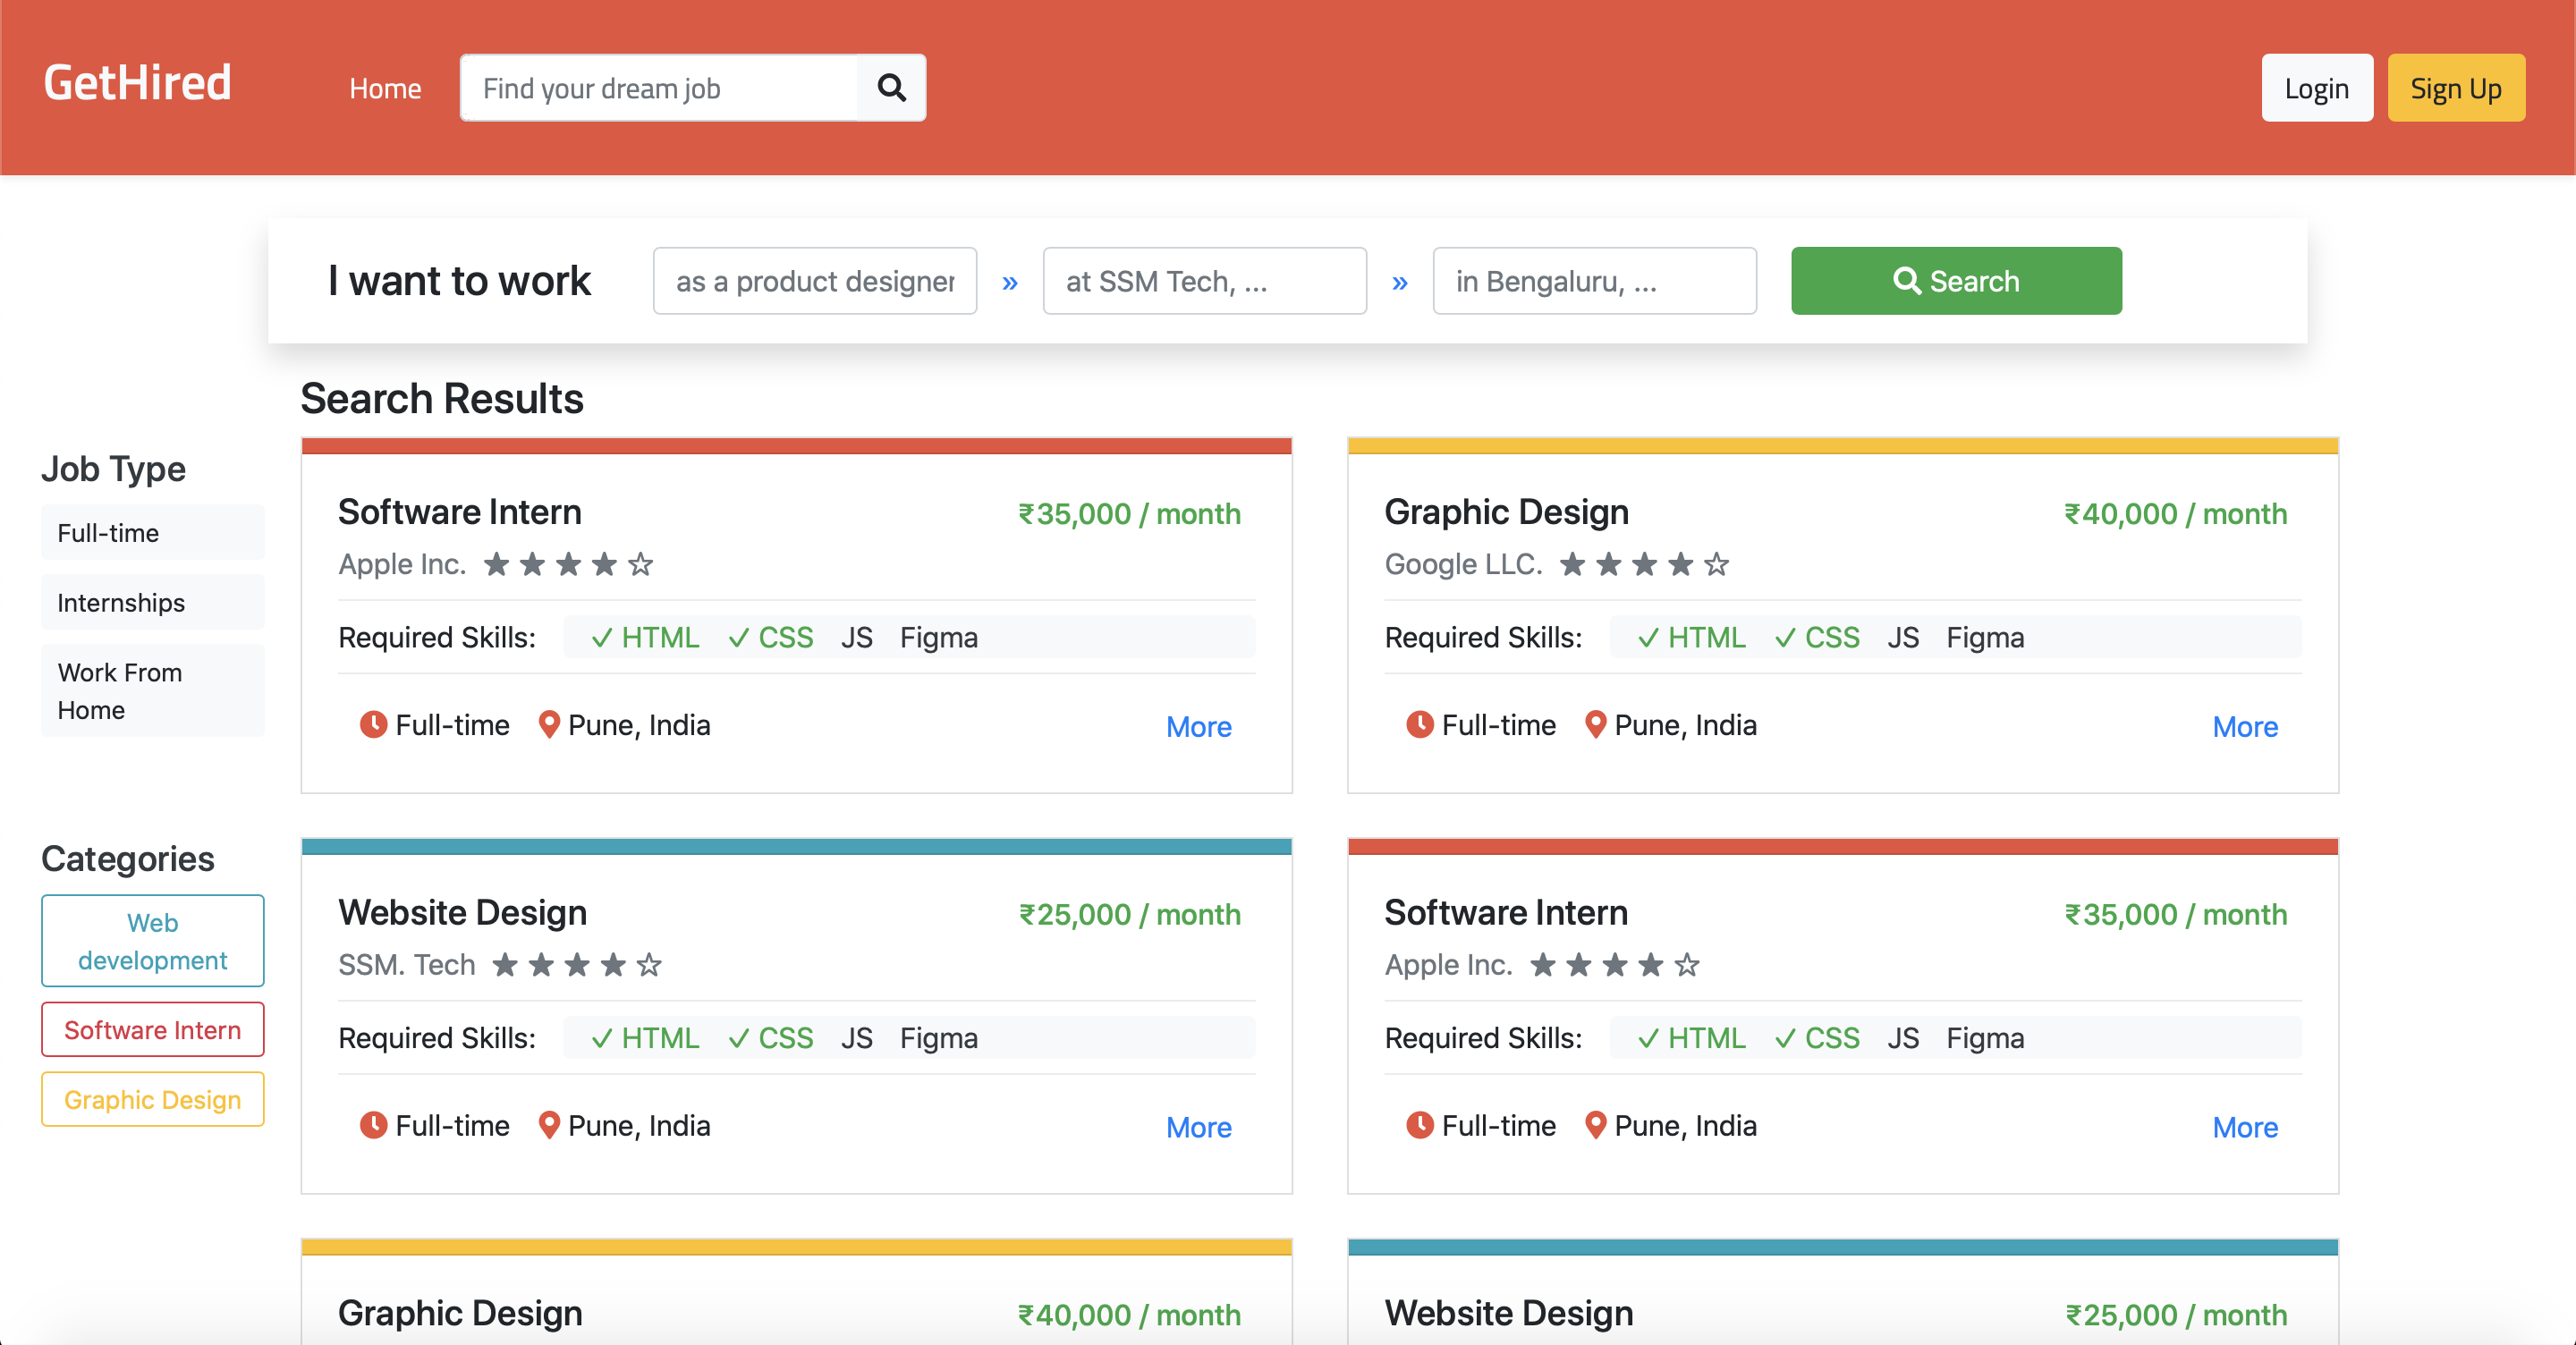 GetHired
Home
Find your dream job
Login
Sign Up
I want to work
as a product designer
»
at SSM Tech, ...
»
in Bengaluru, ...
Search
Search Results
Job Type
Full-time
Internships
Work From
Home
Categories
Web
development
Software Intern
Graphic Design
Software Intern
₹35,000 / month
Apple Inc.
Required Skills: ✓ HTML ✓ CSS JS Figma
Full-time Pune, India
More
Graphic Design
₹40,000 / month
Google LLC.
Required Skills: ✓ HTML ✓ CSS JS Figma
Full-time Pune, India
More
Website Design
₹25,000 / month
SSM. Tech
Required Skills: ✓ HTML ✓ CSS JS Figma
Full-time Pune, India
More
Software Intern
₹35,000 / month
Apple Inc.
Required Skills: ✓ HTML ✓ CSS JS Figma
Full-time Pune, India
More
Graphic Design
₹40,000 / month
Website Design
₹25,000 / month